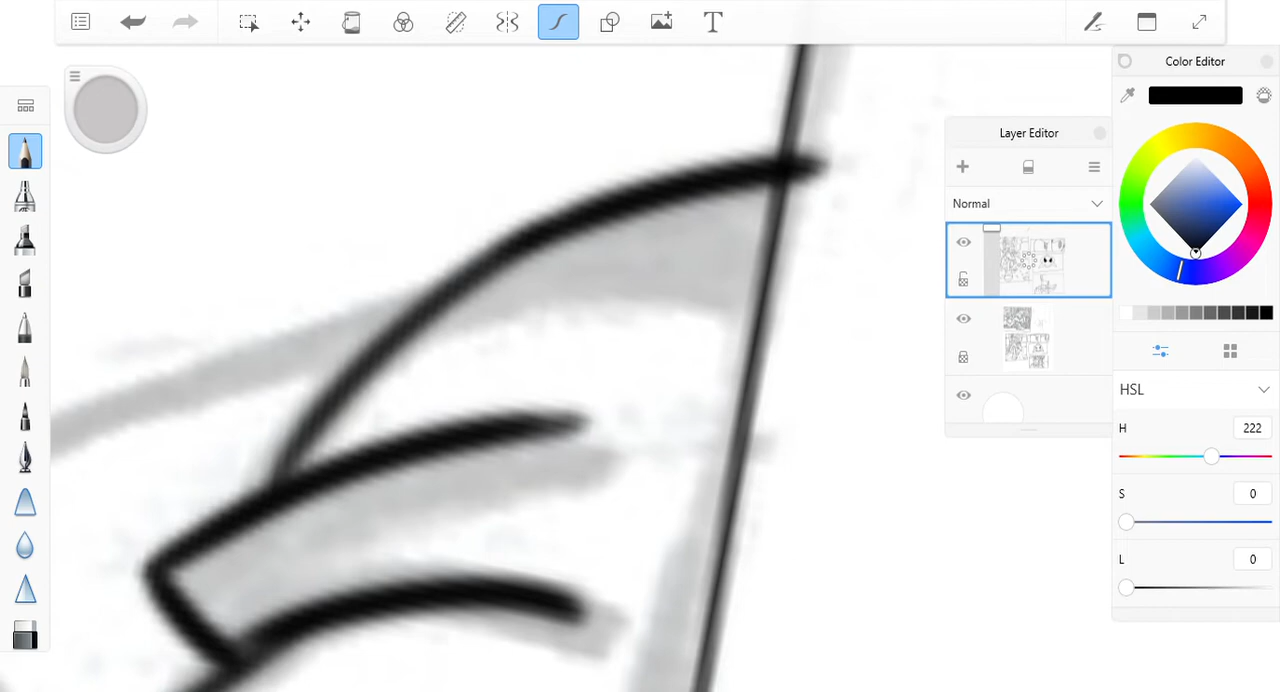 T
Color Editor
Layer Editor
Normal
HSL
H 222
S 0
L 0